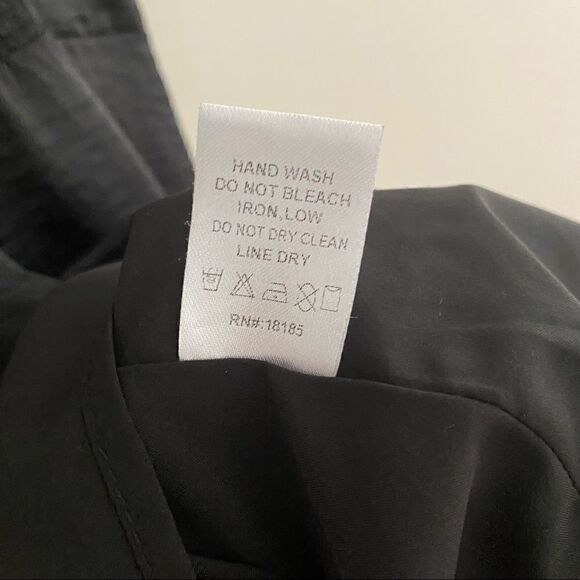 HAND WASH
DO NOT BLEACH
IRON,LOW
DO NOT DRY CLEAN
LINE DRY
RN#:18185